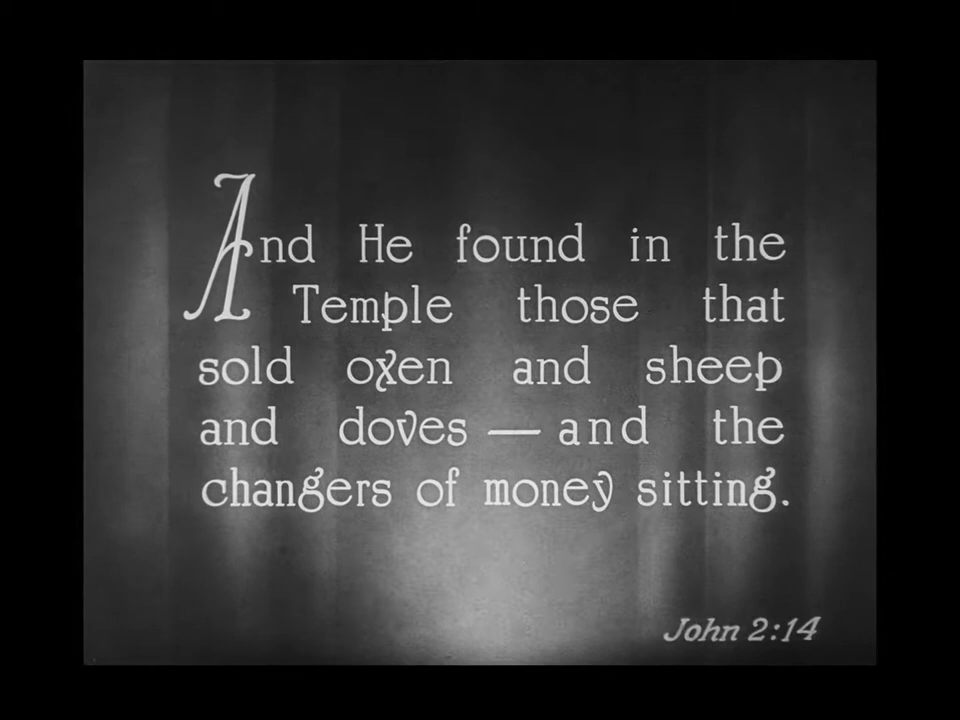 And He found in the
Temple those that
sold oxen and sheep
and doves — and the
changers of money sitting.
John 2:14